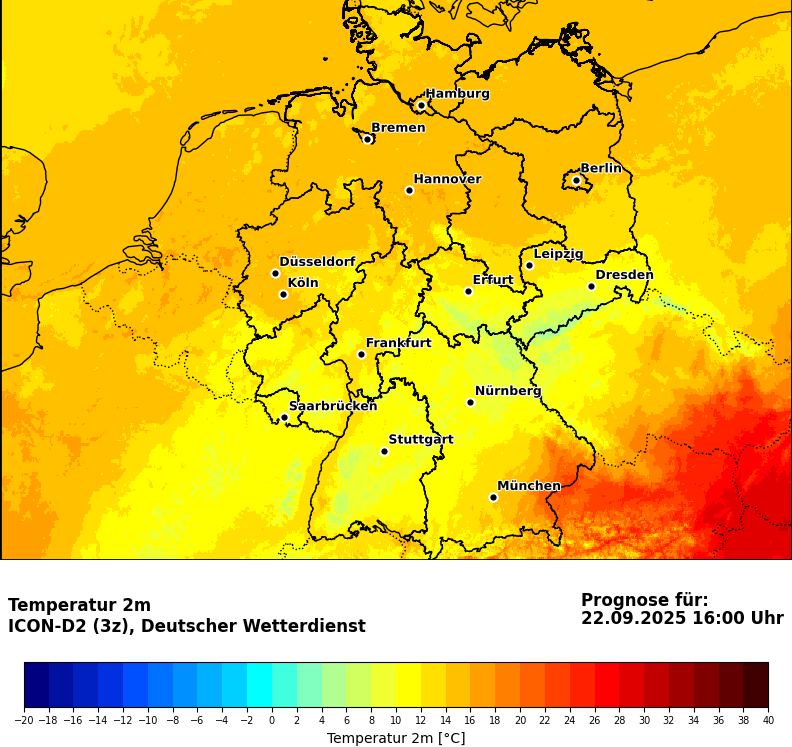 Hamburg
Bremen
Berlin
Hannover
Leipzig
Düsseldorf
Dresden
Köln
Erfurt
Frankfurt
Nürnberg
Saarbrücken
Stuttgart
München
Temperatur 2m
ICON-D2 (3z), Deutscher Wetterdienst
Prognose für:
22.09.2025 16:00 Uhr
−20 −18 −16 −14 −12 −10 −8 −6 −4 −2 0 2 4 6 8 10 12 14 16 18 20 22 24 26 28 30 32 34 36 38 40
Temperatur 2m [°C]